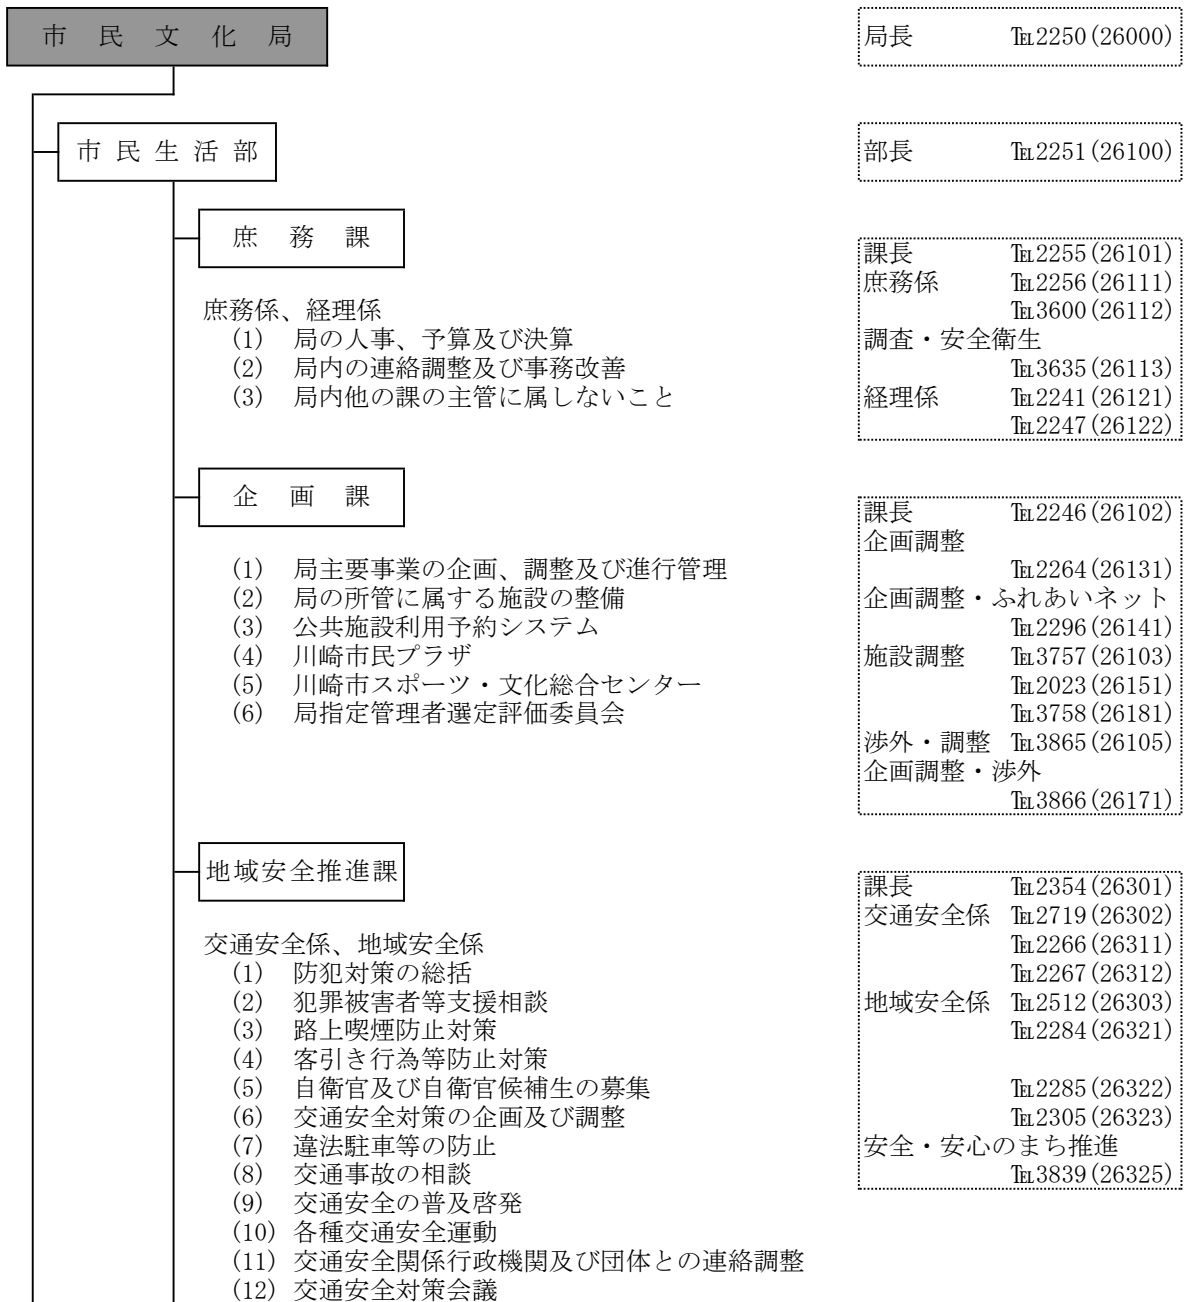 市民文化局
局長 ℡2250(26000)
市民生活部
部長 ℡2251(26100)
庶務課
庶務係、経理係
(1) 局の人事、予算及び決算
(2) 局内の連絡調整及び事務改善
(3) 局内他の課の主管に属しないこと
課長 ℡2255(26101)
庶務係 ℡2256(26111)
℡3600(26112)
調査・安全衛生
℡3635(26113)
経理係 ℡2241(26121)
℡2247(26122)
企画課
(1) 局主要事業の企画、調整及び進行管理
(2) 局の所管に属する施設の整備
(3) 公共施設利用予約システム
(4) 川崎市民プラザ
(5) 川崎市スポーツ・文化総合センター
(6) 局指定管理者選定評価委員会
課長 ℡2246(26102)
企画調整
℡2264(26131)
企画調整・ふれあいネット
℡2296(26141)
施設調整 ℡3757(26103)
℡2023(26151)
℡3758(26181)
渉外・調整 ℡3865(26105)
企画調整・渉外
℡3866(26171)
地域安全推進課
交通安全係、地域安全係
(1) 防犯対策の総括
(2) 犯罪被害者等支援相談
(3) 路上喫煙防止対策
(4) 客引き行為等防止対策
(5) 自衛官及び自衛官候補生の募集
(6) 交通安全対策の企画及び調整
(7) 違法駐車等の防止
(8) 交通事故の相談
(9) 交通安全の普及啓発
(10) 各種交通安全運動
(11) 交通安全関係行政機関及び団体との連絡調整
(12) 交通安全対策会議
課長 ℡2354(26301)
交通安全係 ℡2719(26302)
℡2266(26311)
℡2267(26312)
地域安全係 ℡2512(26303)
℡2284(26321)
℡2285(26322)
℡2305(26323)
安全・安心のまち推進
℡3839(26325)